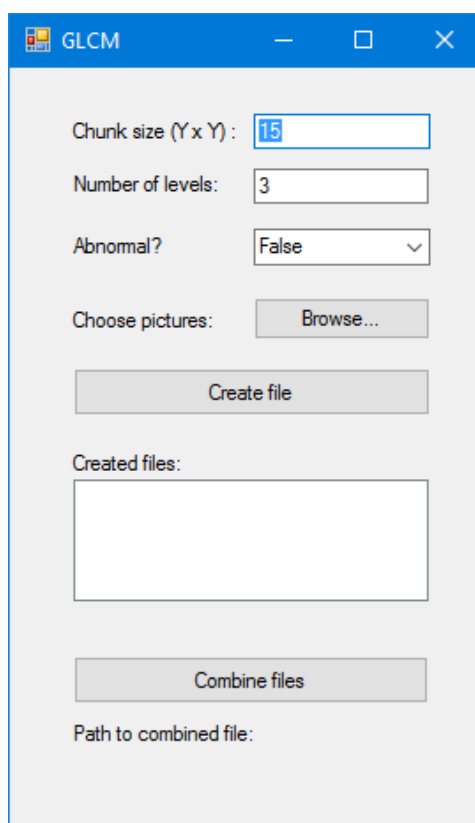 GLCM
Chunk size (Y x Y) : 15
Number of levels: 3
Abnormal? False
Choose pictures: Browse...
Create file
Created files:
Combine files
Path to combined file: